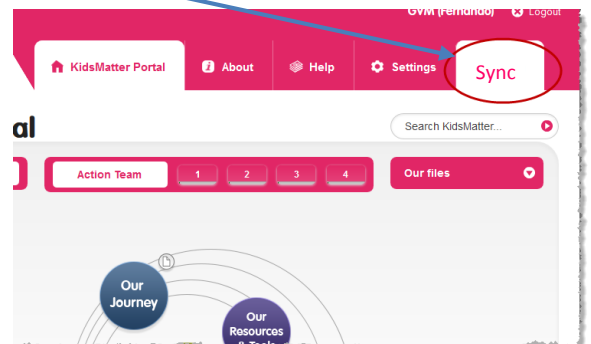 GVM (Fernando) Logout
KidsMatter Portal About Help Settings Sync
al
Search KidsMatter...
Action Team 1 2 3 4 Our files
Our
Journey
Our
Resources
& Tools